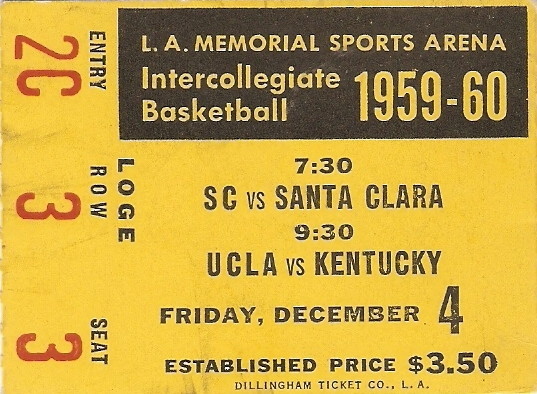 L. A. MEMORIAL SPORTS ARENA
Intercollegiate
Basketball
1959-60
7:30
SC vs SANTA CLARA
9:30
UCLA vs KENTUCKY
FRIDAY, DECEMBER 4
ESTABLISHED PRICE $3.50
DILLINGHAM TICKET CO., L. A.
LOGE
ENTRY ROW SEAT
2C 3 3